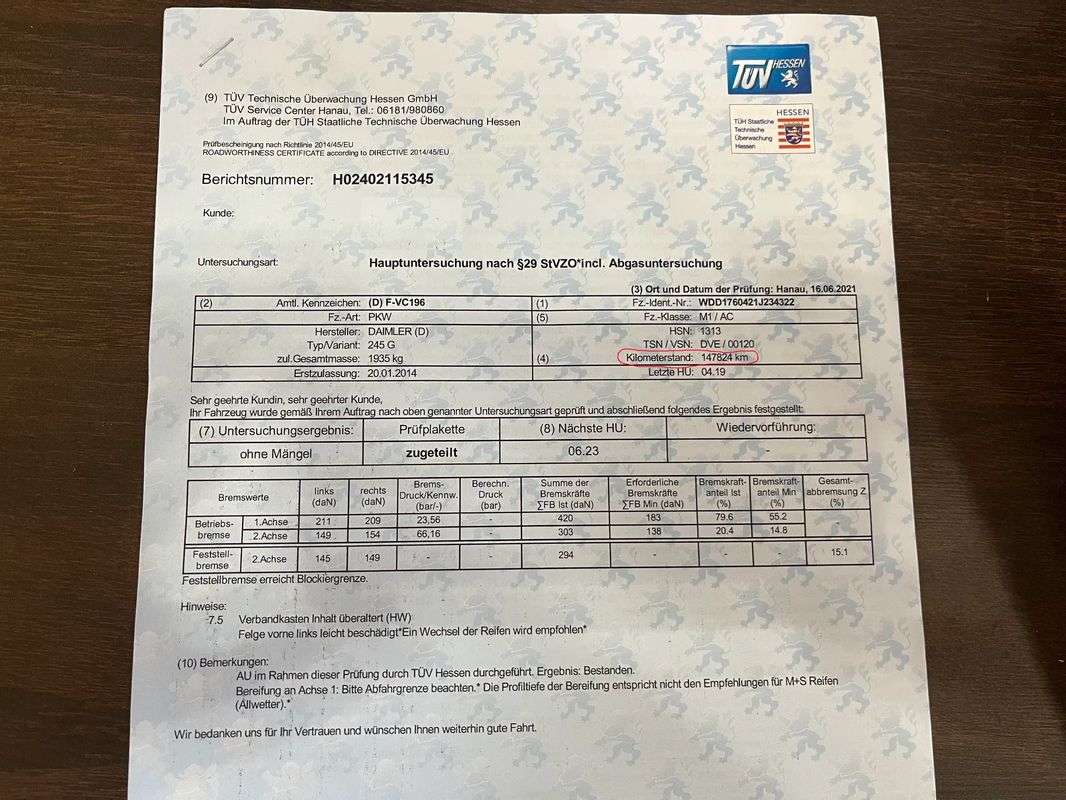 TÜV HESSEN
HESSEN
TÜH Staatliche
Technische
Überwachung
Hessen
(9) TÜV Technische Überwachung Hessen GmbH
TÜV Service Center Hanau, Tel.: 06181/980860
Im Auftrag der TÜH Staatliche Technische Überwachung Hessen
Prüfbescheinigung nach Richtlinie 2014/45/EU
ROADWORTHINESS CERTIFICATE according to DIRECTIVE 2014/45/EU
Berichtsnummer: H02402115345
Kunde:
Untersuchungsart: Hauptuntersuchung nach §29 StVZO*incl. Abgasuntersuchung
(3) Ort und Datum der Prüfung: Hanau, 16.06.2021
(2) Amtl. Kennzeichen: (D) F-VC196 (1) Fz.-Ident.-Nr.: WDD1760421J234322
Fz.-Art: PKW (5) Fz.-Klasse: M1 / AC
Hersteller: DAIMLER (D) HSN: 1313
Typ/Variant: 245 G TSN / VSN: DVE / 00120
zul.Gesamtmasse: 1935 kg (4) Kilometerstand: 147824 km
Erstzulassung: 20.01.2014 Letzte HU: 04.19
Sehr geehrte Kundin, sehr geehrter Kunde,
Ihr Fahrzeug wurde gemäß Ihrem Auftrag nach oben genannter Untersuchungsart geprüft und abschließend folgendes Ergebnis festgestellt:
(7) Untersuchungsergebnis: Prüfplakette (8) Nächste HU: Wiedervorführung:
ohne Mängel zugeteilt 06.23 -
Bremswerte links (daN) rechts (daN) Brems-Druck/Kennw. (bar/-) Berechn. Druck (bar) Summe der Bremskräfte ∑FB Ist (daN) Erforderliche Bremskräfte ∑FB Min (daN) Bremskraft-anteil Ist (%) Bremskraft-anteil Min (%) Gesamt-abbremsung Z (%)
Betriebs-bremse 1.Achse 211 209 23,56 - 420 183 79.6 55.2 -
2.Achse 149 154 66,16 - 303 138 20.4 14.8
Feststell-bremse 2.Achse 145 149 - - 294 - - - 15.1
Feststellbremse erreicht Blockiergrenze.
Hinweise:
7.5 Verbandkasten Inhalt überaltert (HW)
Felge vorne links leicht beschädigt*Ein Wechsel der Reifen wird empfohlen*
(10) Bemerkungen:
AU im Rahmen dieser Prüfung durch TÜV Hessen durchgeführt. Ergebnis: Bestanden.
Bereifung an Achse 1: Bitte Abfahrgrenze beachten.* Die Profiltiefe der Bereifung entspricht nicht den Empfehlungen für M+S Reifen
(Allwetter).*
Wir bedanken uns für Ihr Vertrauen und wünschen Ihnen weiterhin gute Fahrt.